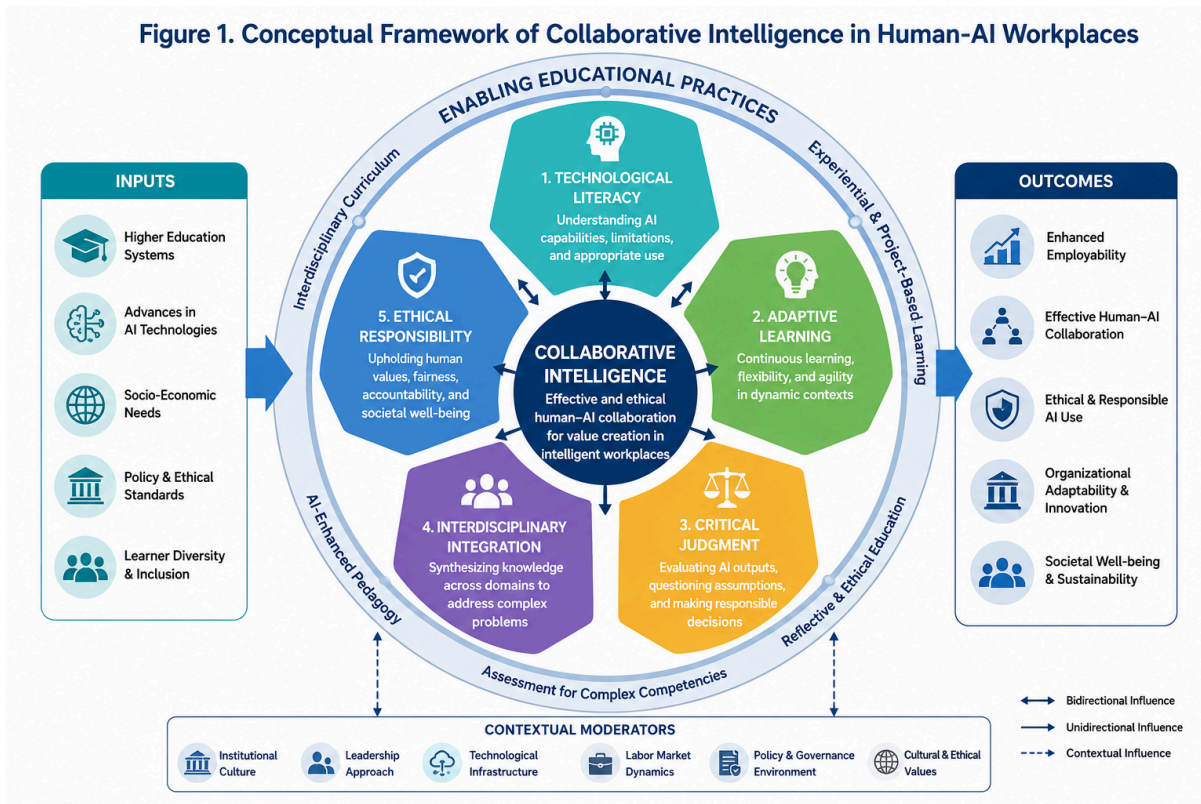 Figure 1. Conceptual Framework of Collaborative Intelligence in Human-AI Workplaces
ENABLING EDUCATIONAL PRACTICES
Interdisciplinary Curriculum
Experiential & Project-Based Laarning
AI-Enhanced Pedagogy
Reflective & Ethical Education
Assessment for Complex Competencies
INPUTS
Higher Education
Systems
Advances in
AI Technologies
Socio-Economic
Needs
Policy & Ethical
Standards
Learner Diversity
& Inclusion
1. TECHNOLOGICAL
LITERACY
Understanding AI
capabilities, limitations,
and appropriate use
2. ADAPTIVE
LEARNING
Continuous learning,
flexibility, and agility
in dynamic contexts
3. CRITICAL
JUDGMENT
Evaluating AI outputs,
questioning assumptions,
and making responsible
decisions
4. INTERDISCIPLINARY
INTEGRATION
Synthesizing knowledge
across domains to
address complex
problems
5. ETHICAL
RESPONSIBILITY
Upholding human
values, fairness,
accountability, and
societal well-being
COLLABORATIVE
INTELLIGENCE
Effective and ethical
human–AI collaboration
for value creation in
intelligent workplaces
OUTCOMES
Enhanced
Employability
Effective Human–AI
Collaboration
Ethical & Responsible
AI Use
Organizational
Adaptability &
Innovation
Societal Well-being
& Sustainability
CONTEXTUAL MODERATORS
Institutional
Culture
Leadership
Approach
Technological
Infrastructure
Labor Market
Dynamics
Policy & Governance
Environment
Cultural & Ethical
Values
Bidirectional Influence
Unidirectional Influence
Contextual Influence